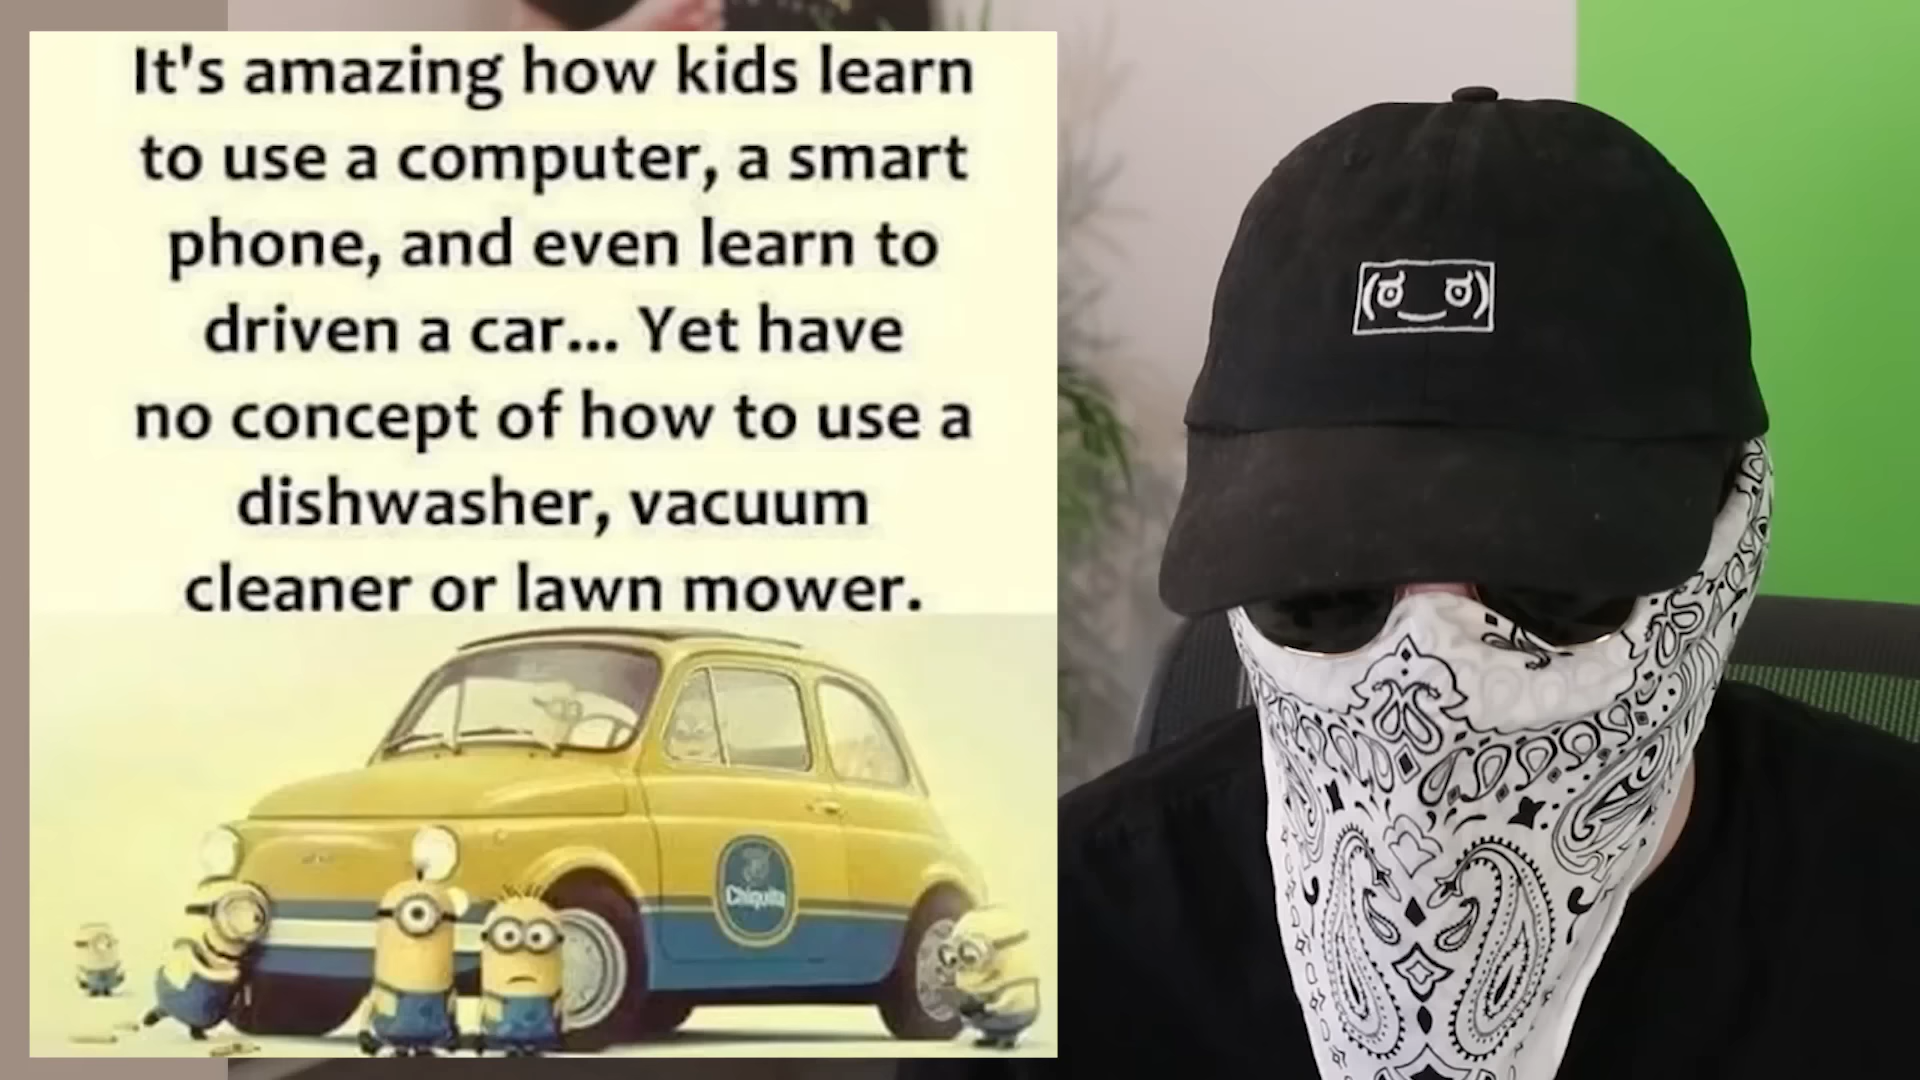 It's amazing how kids learn
to use a computer, a smart
phone, and even learn to
driven a car... Yet have
no concept of how to use a
dishwasher, vacuum
cleaner or lawn mower.
Chiquita